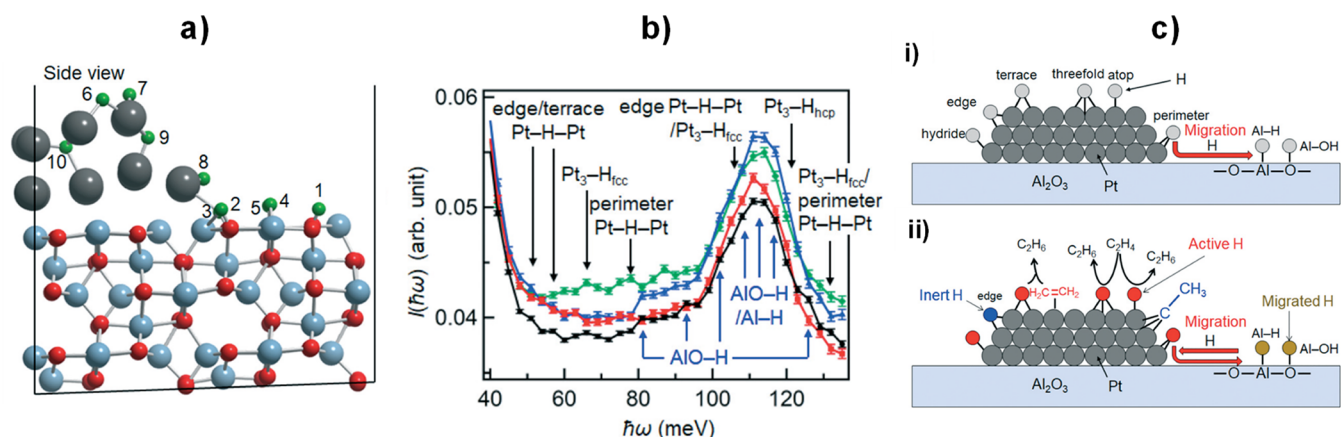 a)
Side view
6
7
9
10
8
3
2
5
4
1
b)
0.06
0.05
0.04
I(ħω) (arb. unit)
edge/terrace
Pt–H–Pt
edge Pt–H–Pt
/Pt3–Hfcc
Pt3–Hhcp
Pt3–Hfcc
perimeter
Pt–H–Pt
Pt3–Hfcc/
perimeter
Pt–H–Pt
AlO–H
/Al–H
AlO–H
40
60
80
100
120
ħω (meV)
c)
i)
terrace
threefold
atop
H
edge
hydride
perimeter
Migration
H
Al–H
Al–OH
–O–Al–O–
Al2O3
Pt
ii)
C2H6
C2H6
C2H4
C2H6
Active H
Inert H
edge
H2C=CH2
CH3
C
Migrated H
Migration
H
Al–H
Al–OH
–O–Al–O–
Al2O3
Pt